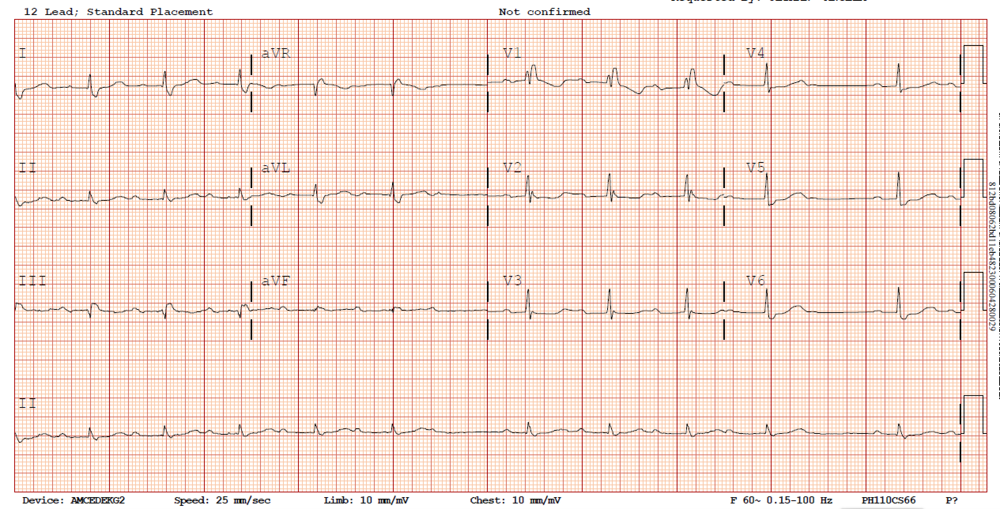 12 Lead; Standard Placement Not confirmed
I aVR V1 V4
II aVL V2 V5
III aVF V3 V6
II
812bd08062bd11eb48230060428​0029
Device: AMCEDEKG2 Speed: 25 mm/sec Limb: 10 mm/mV Chest: 10 mm/mV F 60~ 0.15-100 Hz PH110CS66 P?